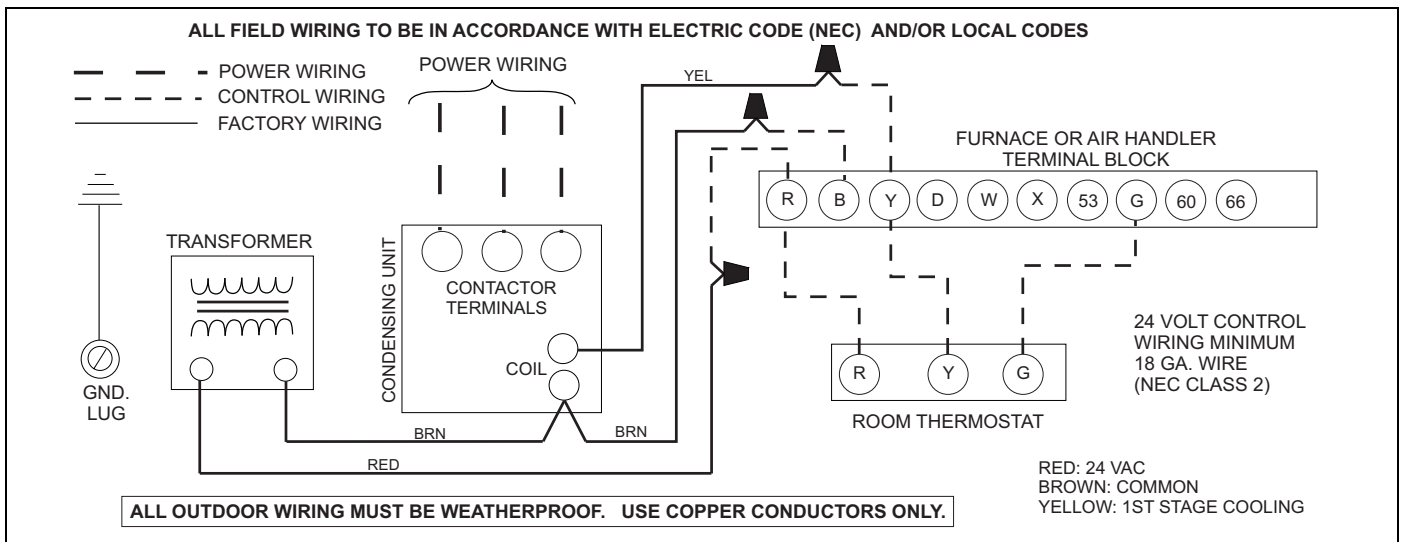 ALL FIELD WIRING TO BE IN ACCORDANCE WITH ELECTRIC CODE (NEC) AND/OR LOCAL CODES
POWER WIRING
CONTROL WIRING
FACTORY WIRING
POWER WIRING
YEL
FURNACE OR AIR HANDLER
TERMINAL BLOCK
R B Y D W X 53 G 60 66
TRANSFORMER
CONDENSING UNIT
CONTACTOR
TERMINALS
COIL
GND.
LUG
BRN
BRN
RED
R Y G
ROOM THERMOSTAT
24 VOLT CONTROL
WIRING MINIMUM
18 GA. WIRE
(NEC CLASS 2)
RED: 24 VAC
BROWN: COMMON
YELLOW: 1ST STAGE COOLING
ALL OUTDOOR WIRING MUST BE WEATHERPROOF. USE COPPER CONDUCTORS ONLY.